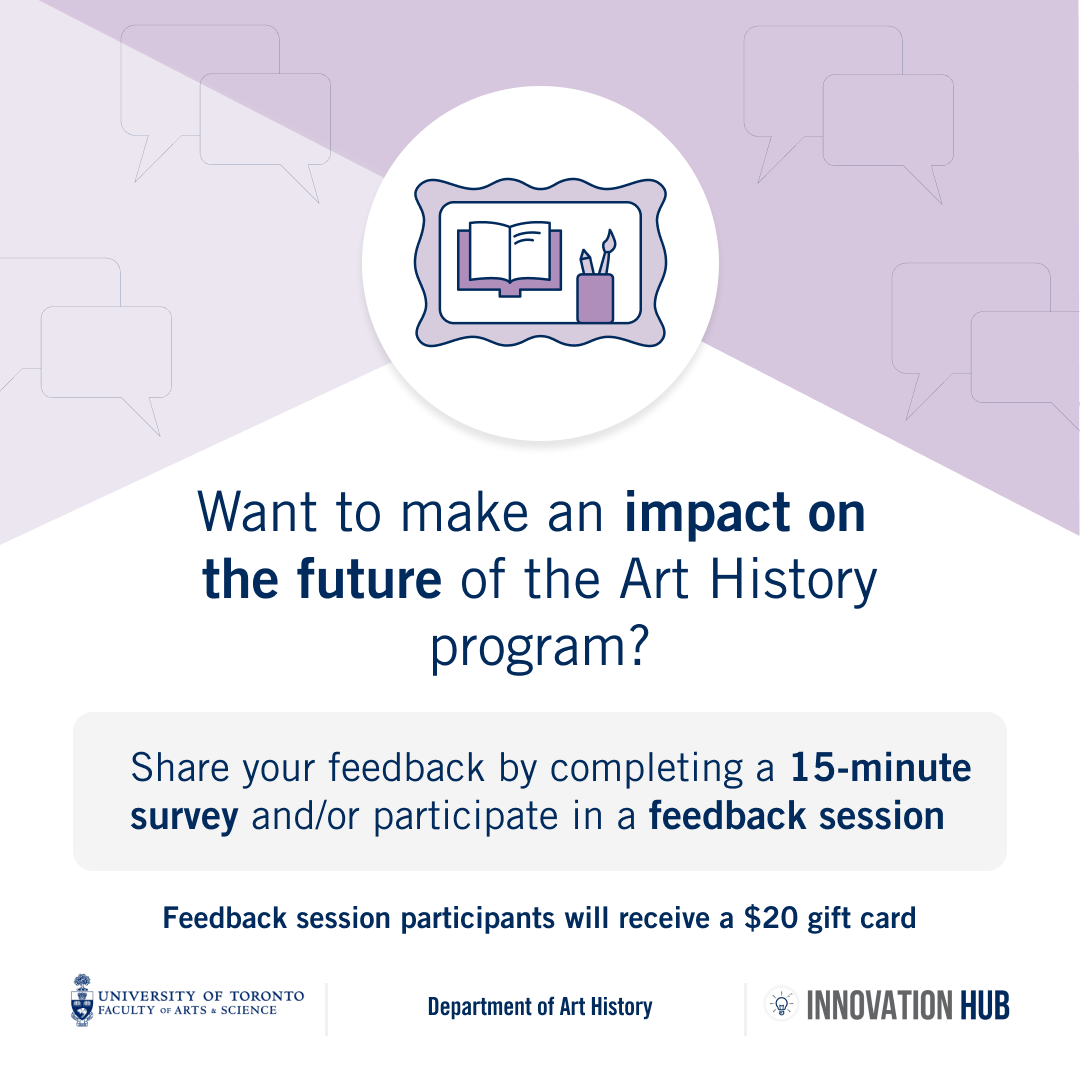 Want to make an impact on
the future of the Art History
program?
Share your feedback by completing a 15-minute
survey and/or participate in a feedback session
Feedback session participants will receive a $20 gift card
UNIVERSITY OF TORONTO
FACULTY OF ARTS & SCIENCE
Department of Art History
INNOVATION HUB